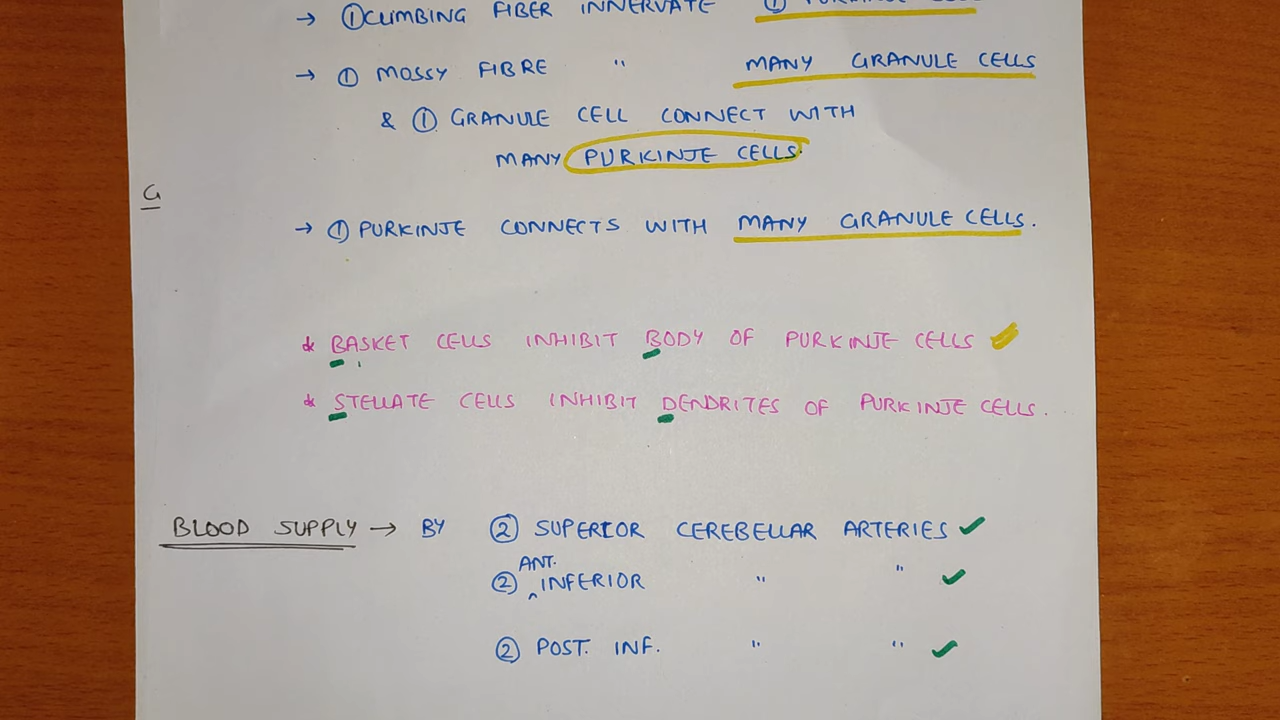 → ① CLIMBING FIBER INNERVATE ①
→ ① MOSSY FIBRE " MANY GRANULE CELLS
& ① GRANULE CELL CONNECT WITH
MANY PURKINJE CELLS.
G
→ ① PURKINJE CONNECTS WITH MANY GRANULE CELLS.
* BASKET CELLS INHIBIT BODY OF PURKINJE CELLS
* STELLATE CELLS INHIBIT DENDRITES OF PURKINJE CELLS.
BLOOD SUPPLY → BY ② SUPERIOR CEREBELLAR ARTERIES ✓
② ANT. INFERIOR " " ✓
② POST. INF. " " ✓